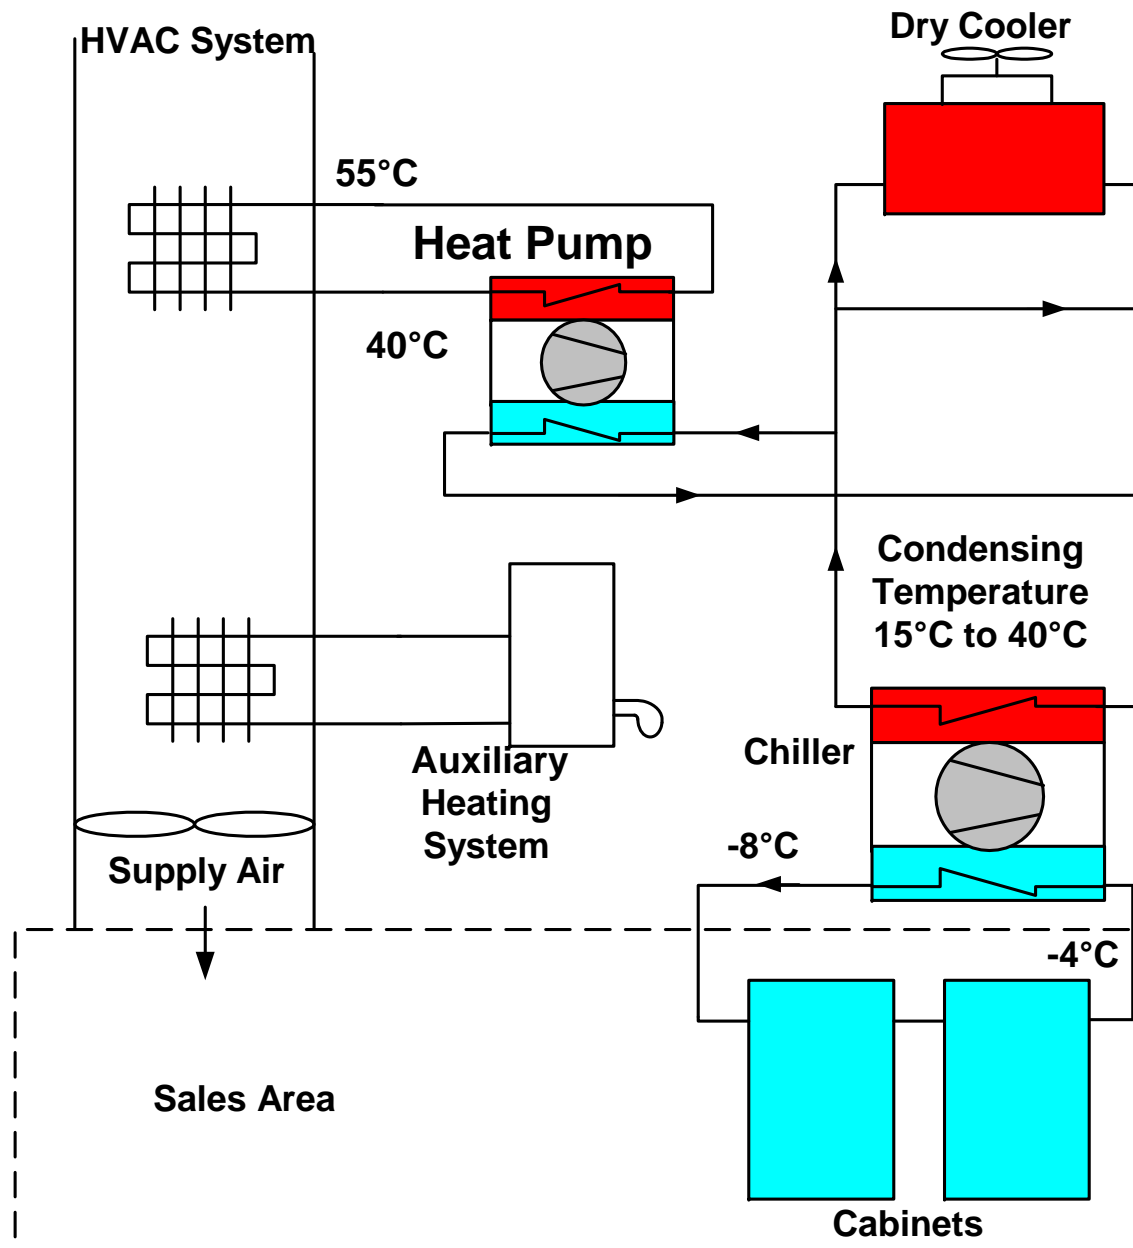 HVAC System
Dry Cooler
55°C
Heat Pump
40°C
Condensing
Temperature
15°C to 40°C
Chiller
Auxiliary
Heating
System
-8°C
Supply Air
-4°C
Sales Area
Cabinets